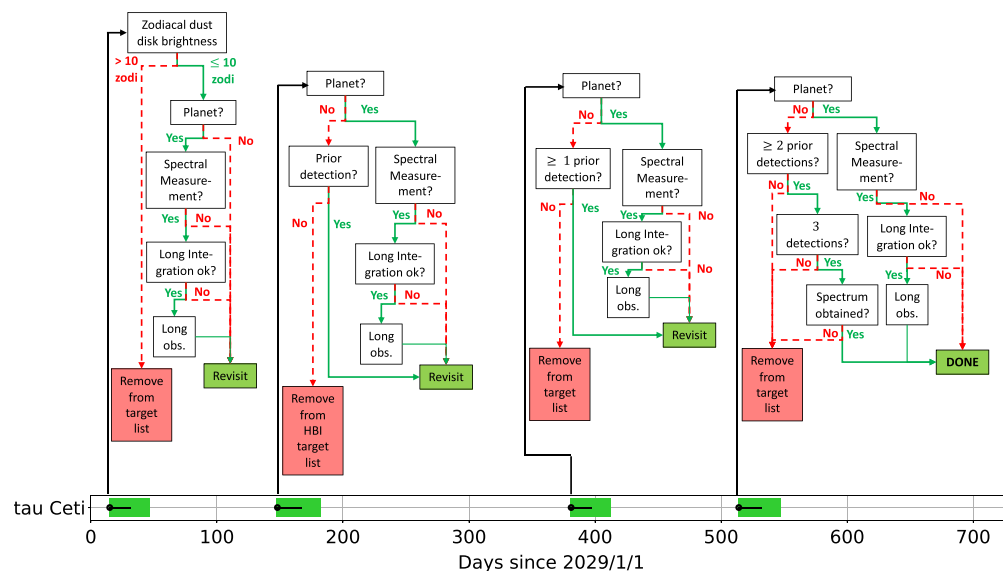 Zodiacal dust
disk brightness
> 10
zodi
≤ 10
zodi
Planet?
Yes
No
Spectral
Measure-
ment?
Yes
No
Long Inte-
gration ok?
Yes
No
Long
obs.
Remove
from
target
list
Revisit
Planet?
No
Yes
Prior
detection?
Spectral
Measure-
ment?
No
Yes
Yes
No
Long Inte-
gration ok?
Yes
No
Long
obs.
Revisit
Remove
from
HBI
target
list
Planet?
No
Yes
≥ 1 prior
detection?
Spectral
Measure-
ment?
No
Yes
Yes
No
Long Inte-
gration ok?
Yes
No
Long
obs.
Revisit
Remove
from
target
list
Planet?
No
Yes
≥ 2 prior
detections?
Spectral
Measure-
ment?
No
Yes
Yes
No
3
detections?
Long Inte-
gration ok?
No
Yes
Yes
No
Spectrum
obtained?
Long
obs.
No
Yes
Remove
from
target
list
DONE
tau Ceti
0 100 200 300 400 500 600 700
Days since 2029/1/1